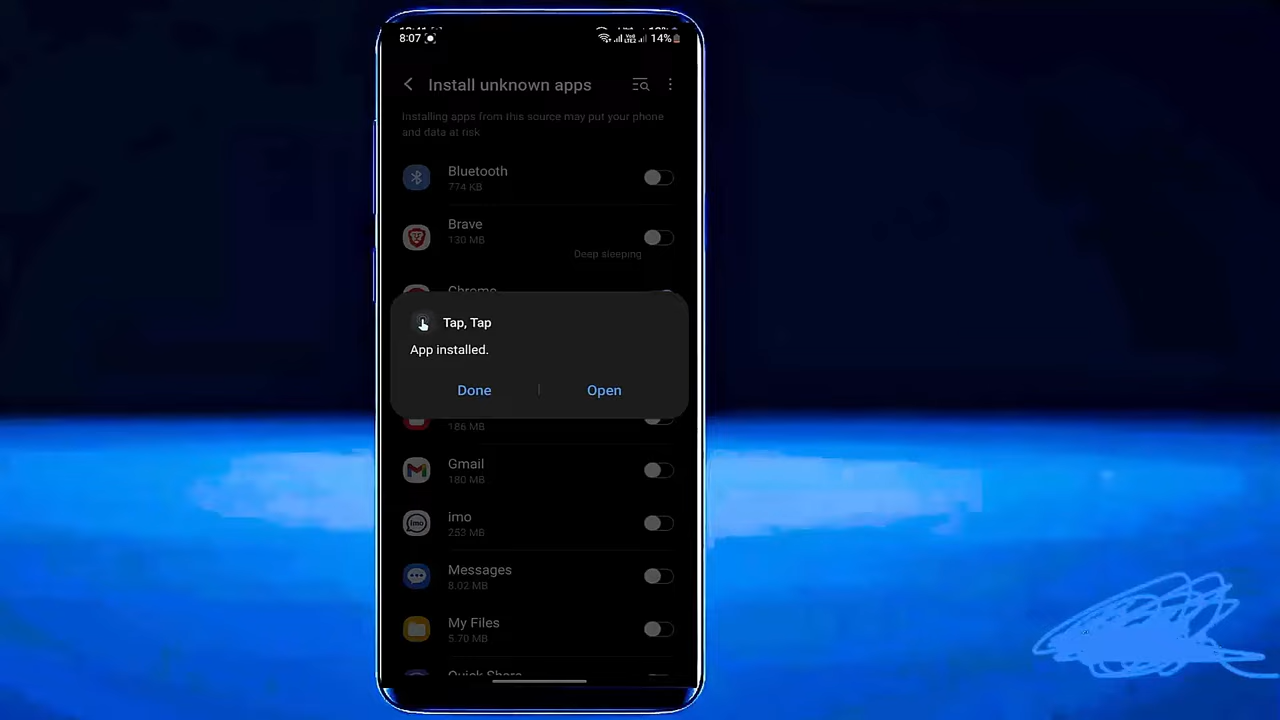 8:07
14%
Install unknown apps
Installing apps from this source may put your phone
and data at risk
Bluetooth
774 KB
Brave
130 MB
Deep sleeping
Chrome
Tap, Tap
App installed.
Done
Open
186 MB
Gmail
180 MB
imo
imo
253 MB
Messages
8.02 MB
My Files
5.70 MB
Quick Share